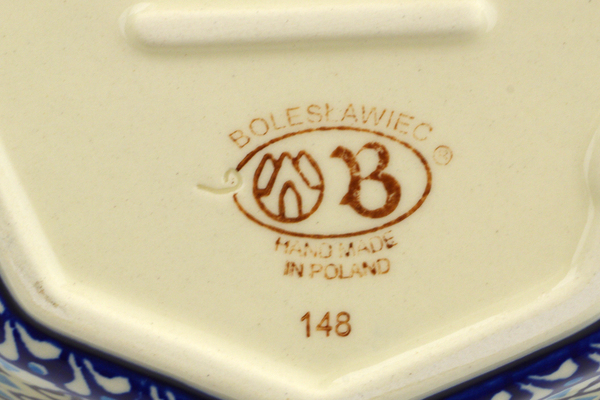 BOLESŁAWIEC ®
B
HAND MADE
IN POLAND
148